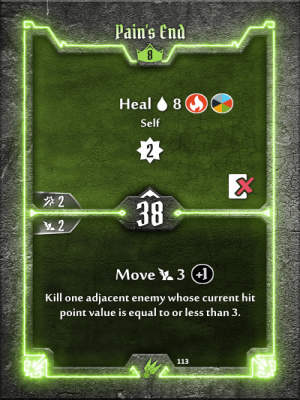 Pain's End
8
Heal 8
Self
2
2
38
2
Move 3 +1
Kill one adjacent enemy whose current hit
point value is equal to or less than 3.
113